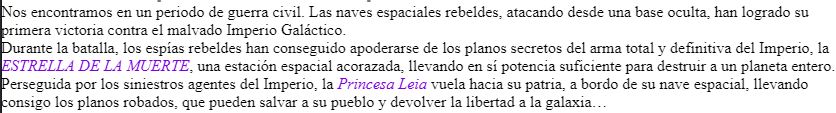 Nos encontramos en un periodo de guerra civil. Las naves espaciales rebeldes, atacando desde una base oculta, han logrado su
primera victoria contra el malvado Imperio Galáctico.
Durante la batalla, los espías rebeldes han conseguido apoderarse de los planos secretos del arma total y definitiva del Imperio, la
ESTRELLA DE LA MUERTE, una estación espacial acorazada, llevando en sí potencia suficiente para destruir a un planeta entero.
Perseguida por los siniestros agentes del Imperio, la Princesa Leia vuela hacia su patria, a bordo de su nave espacial, llevando
consigo los planos robados, que pueden salvar a su pueblo y devolver la libertad a la galaxia…